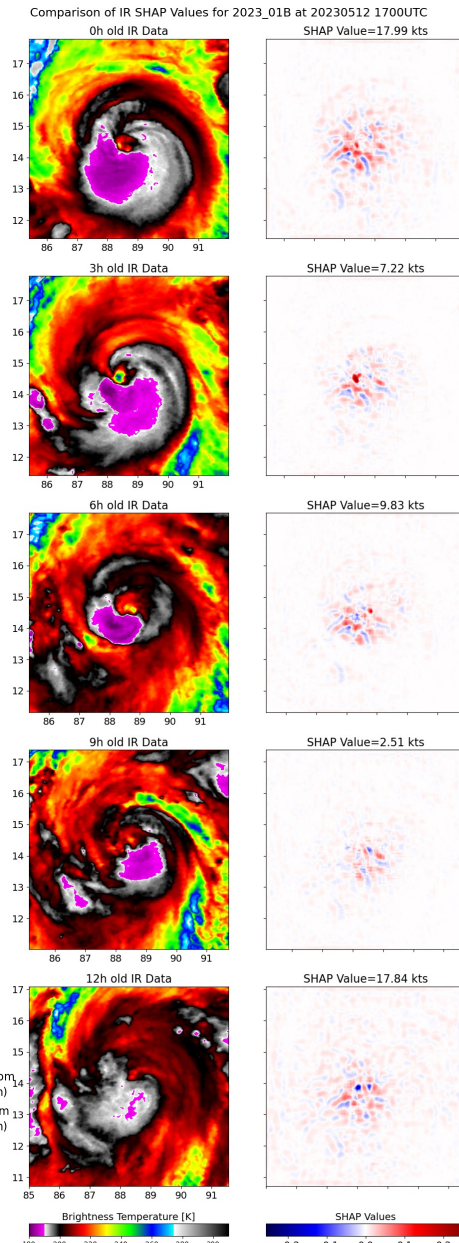 Comparison of IR SHAP Values for 2023_01B at 20230512 1700UTC
0h old IR Data
SHAP Value=17.99 kts
17
16
15
14
13
12
86 87 88 89 90 91
3h old IR Data
SHAP Value=7.22 kts
17
16
15
14
13
12
86 87 88 89 90 91
6h old IR Data
SHAP Value=9.83 kts
17
16
15
14
13
12
86 87 88 89 90 91
9h old IR Data
SHAP Value=2.51 kts
17
16
15
14
13
12
11
86 87 88 89 90 91
12h old IR Data
SHAP Value=17.84 kts
17
16
15
14
13
12
11
om
n)
m
n)
85 86 87 88 89 90 91
Brightness Temperature [K]
SHAP Values